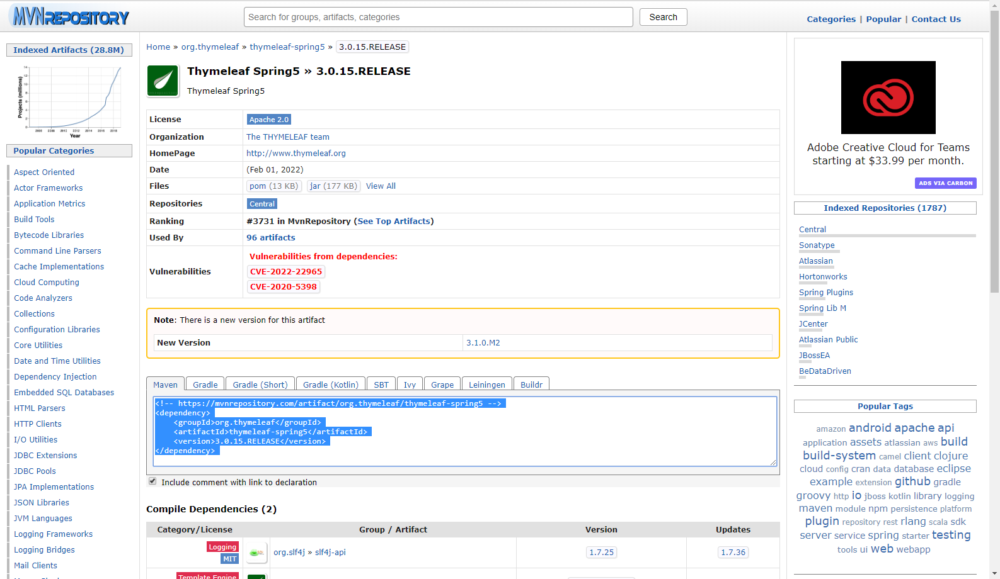 MVNREPOSITORY
Search for groups, artifacts, categories
Search
Categories | Popular | Contact Us
Indexed Artifacts (28.8M)
Projects (millions)
Year
Popular Categories
Aspect Oriented
Actor Frameworks
Application Metrics
Build Tools
Bytecode Libraries
Command Line Parsers
Cache Implementations
Cloud Computing
Code Analyzers
Collections
Configuration Libraries
Core Utilities
Date and Time Utilities
Dependency Injection
Embedded SQL Databases
HTML Parsers
HTTP Clients
I/O Utilities
JDBC Extensions
JDBC Pools
JPA Implementations
JSON Libraries
JVM Languages
Logging Frameworks
Logging Bridges
Mail Clients
Home » org.thymeleaf » thymeleaf-spring5 » 3.0.15.RELEASE
Thymeleaf Spring5 » 3.0.15.RELEASE
Thymeleaf Spring5
License Apache 2.0
Organization The THYMELEAF team
HomePage http://www.thymeleaf.org
Date (Feb 01, 2022)
Files pom (13 KB) jar (177 KB) View All
Repositories Central
Ranking #3731 in MvnRepository (See Top Artifacts)
Used By 96 artifacts
Vulnerabilities Vulnerabilities from dependencies:
CVE-2022-22965
CVE-2020-5398
Note: There is a new version for this artifact
New Version 3.1.0.M2
Maven Gradle Gradle (Short) Gradle (Kotlin) SBT Ivy Grape Leiningen Buildr
<!-- https://mvnrepository.com/artifact/org.thymeleaf/thymeleaf-spring5 -->
<dependency>
    <groupId>org.thymeleaf</groupId>
    <artifactId>thymeleaf-spring5</artifactId>
    <version>3.0.15.RELEASE</version>
</dependency>
Include comment with link to declaration
Compile Dependencies (2)
Category/License Group / Artifact Version Updates
Logging
MIT
org.slf4j » slf4j-api 1.7.25 1.7.36
Template Engine
Adobe Creative Cloud for Teams
starting at $33.99 per month.
ADS VIA CARBON
Indexed Repositories (1787)
Central
Sonatype
Atlassian
Hortonworks
Spring Plugins
Spring Lib M
JCenter
Atlassian Public
JBossEA
BeDataDriven
Popular Tags
amazon android apache api
application assets atlassian aws build
build-system camel client clojure
cloud config cran data database eclipse
example extension github gradle
groovy http io jboss kotlin library logging
maven module npm persistence platform
plugin repository rest rlang scala sdk
server service spring starter testing
tools ui web webapp